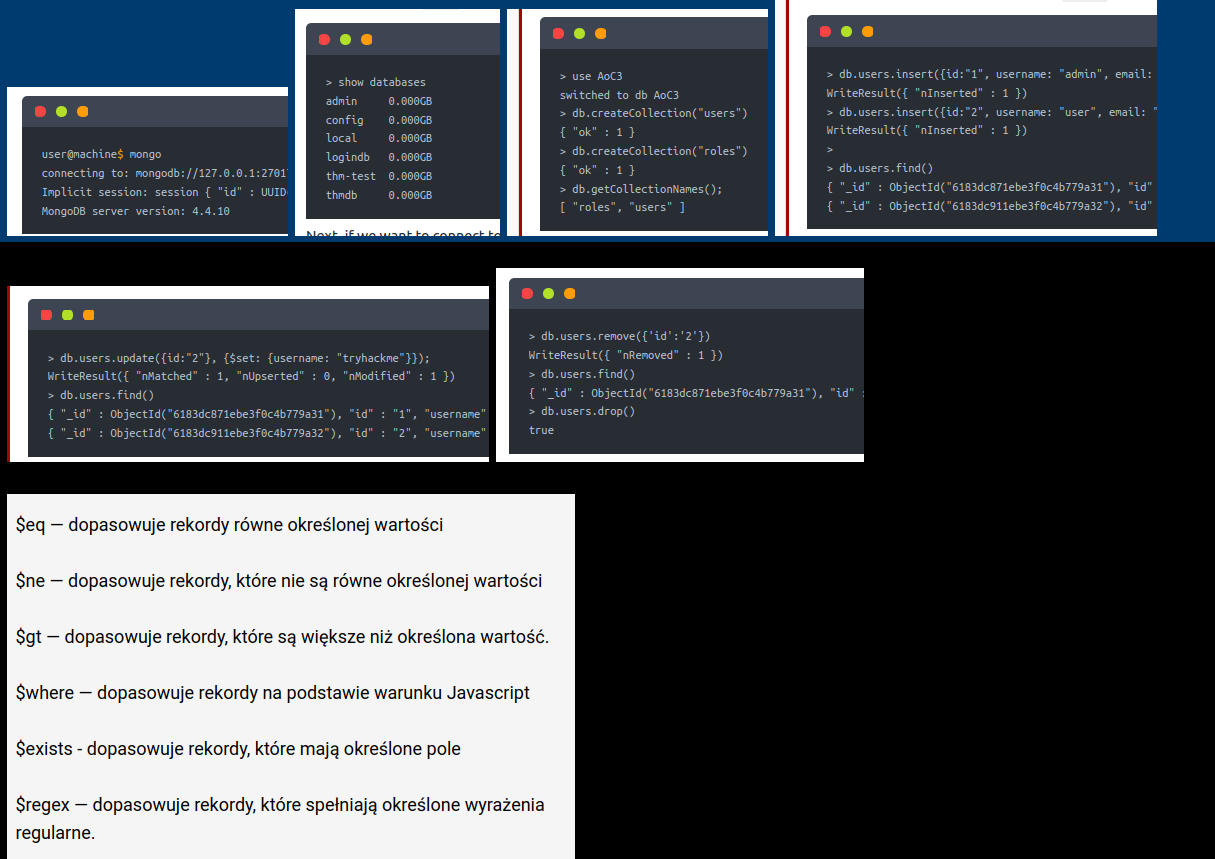 user@machine$ mongo
connecting to: mongodb://127.0.0.1:2701
Implicit session: session { "id" : UUID
MongoDB server version: 4.4.10
> show databases
admin 0.000GB
config 0.000GB
local 0.000GB
logindb 0.000GB
thm-test 0.000GB
thmdb 0.000GB
Next, if we want to connect to
> use AoC3
switched to db AoC3
> db.createCollection("users")
{ "ok" : 1 }
> db.createCollection("roles")
{ "ok" : 1 }
> db.getCollectionNames();
[ "roles", "users" ]
> db.users.insert({id:"1", username: "admin", email:
WriteResult({ "nInserted" : 1 })
> db.users.insert({id:"2", username: "user", email: "
WriteResult({ "nInserted" : 1 })
>
> db.users.find()
{ "_id" : ObjectId("6183dc871ebe3f0c4b779a31"), "id"
{ "_id" : ObjectId("6183dc911ebe3f0c4b779a32"), "id"
> db.users.update({id:"2"}, {$set: {username: "tryhackme"}});
WriteResult({ "nMatched" : 1, "nUpserted" : 0, "nModified" : 1 })
> db.users.find()
{ "_id" : ObjectId("6183dc871ebe3f0c4b779a31"), "id" : "1", "username"
{ "_id" : ObjectId("6183dc911ebe3f0c4b779a32"), "id" : "2", "username"
> db.users.remove({'id':'2'})
WriteResult({ "nRemoved" : 1 })
> db.users.find()
{ "_id" : ObjectId("6183dc871ebe3f0c4b779a31"), "id" :
> db.users.drop()
true
$eq — dopasowuje rekordy równe określonej wartości
$ne — dopasowuje rekordy, które nie są równe określonej wartości
$gt — dopasowuje rekordy, które są większe niż określona wartość.
$where — dopasowuje rekordy na podstawie warunku Javascript
$exists - dopasowuje rekordy, które mają określone pole
$regex — dopasowuje rekordy, które spełniają określone wyrażenia
regularne.